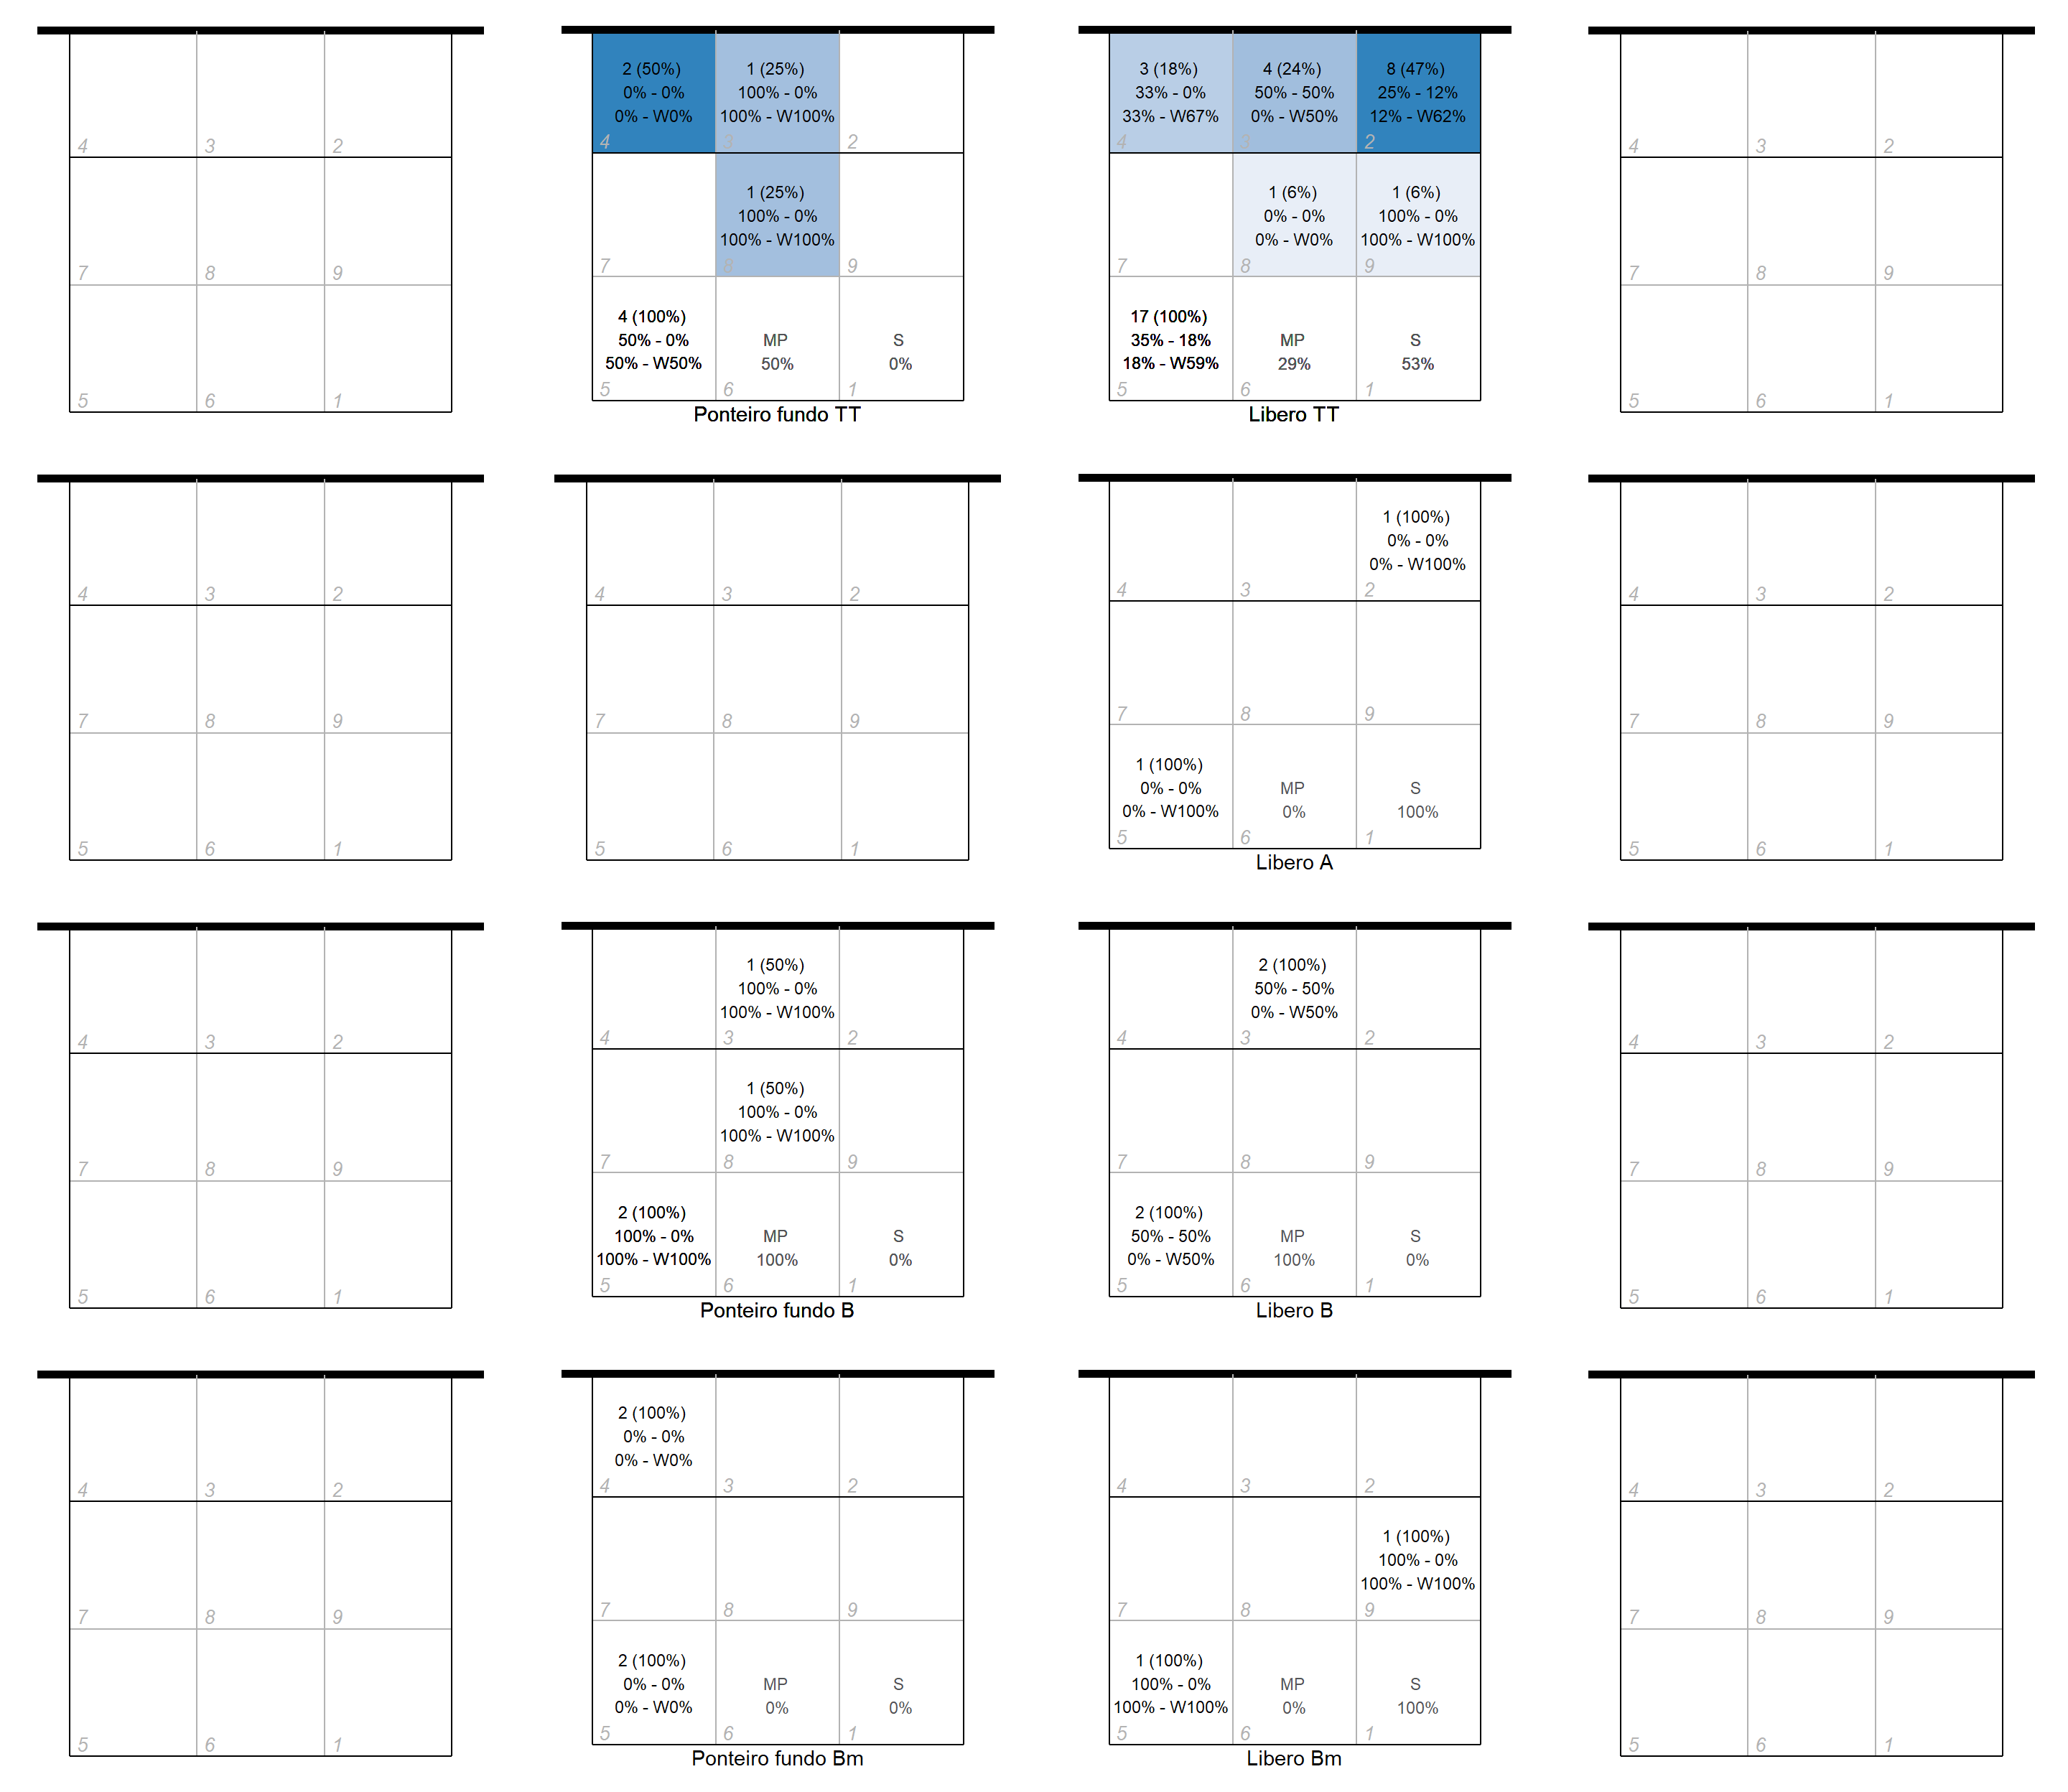 4 3 2
7 8 9
5 6 1
2 (50%) 1 (25%)
0% - 0% 100% - 0%
0% - W0% 100% - W100%
4 3 2
1 (25%)
100% - 0%
100% - W100%
7 8 9
4 (100%)
50% - 0% MP S
50% - W50% 50% 0%
5 6 1
Ponteiro fundo TT
3 (18%) 4 (24%) 8 (47%)
33% - 0% 50% - 50% 25% - 12%
33% - W67% 0% - W50% 12% - W62%
4 3 2
1 (6%) 1 (6%)
0% - 0% 100% - 0%
0% - W0% 100% - W100%
7 8 9
17 (100%)
35% - 18% MP S
18% - W59% 29% 53%
5 6 1
Libero TT
4 3 2
7 8 9
5 6 1
4 3 2
7 8 9
5 6 1
4 3 2
7 8 9
5 6 1
1 (100%)
0% - 0%
0% - W100%
4 3 2
7 8 9
1 (100%)
0% - 0% MP S
0% - W100% 0% 100%
5 6 1
Libero A
4 3 2
7 8 9
5 6 1
4 3 2
7 8 9
5 6 1
1 (50%)
100% - 0%
100% - W100%
4 3 2
1 (50%)
100% - 0%
100% - W100%
7 8 9
2 (100%)
100% - 0% MP S
100% - W100% 100% 0%
5 6 1
Ponteiro fundo B
2 (100%)
50% - 50%
0% - W50%
4 3 2
7 8 9
2 (100%)
50% - 50% MP S
0% - W50% 100% 0%
5 6 1
Libero B
4 3 2
7 8 9
5 6 1
4 3 2
7 8 9
5 6 1
2 (100%)
0% - 0%
0% - W0%
4 3 2
7 8 9
2 (100%)
0% - 0% MP S
0% - W0% 0% 0%
5 6 1
Ponteiro fundo Bm
4 3 2
1 (100%)
100% - 0%
100% - W100%
7 8 9
1 (100%)
100% - 0% MP S
100% - W100% 0% 100%
5 6 1
Libero Bm
4 3 2
7 8 9
5 6 1